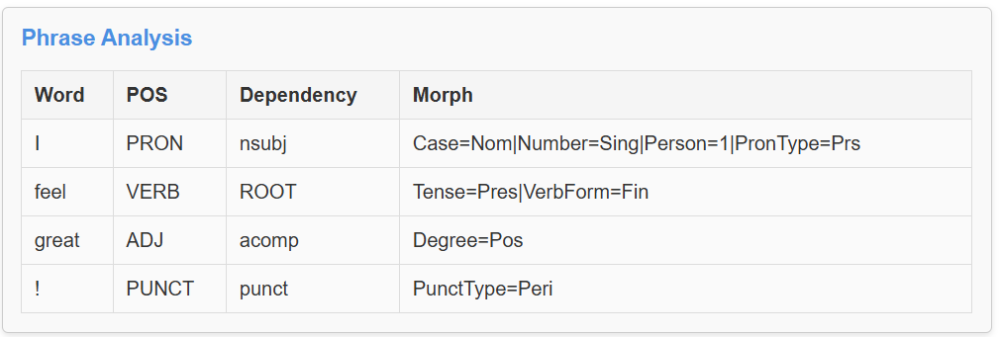 Phrase Analysis
Word POS Dependency Morph
I PRON nsubj Case=Nom|Number=Sing|Person=1|PronType=Prs
feel VERB ROOT Tense=Pres|VerbForm=Fin
great ADJ acomp Degree=Pos
! PUNCT punct PunctType=Peri